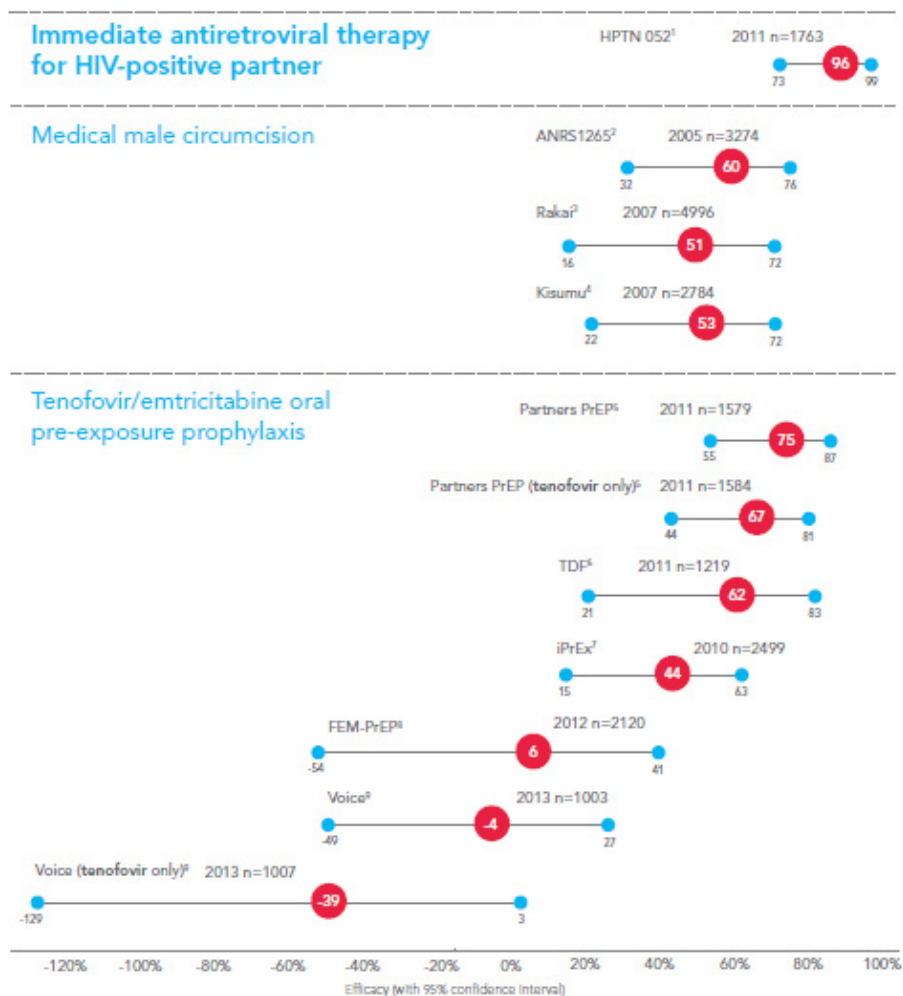 Immediate antiretroviral therapy
for HIV-positive partner
HPTN 052¹ 2011 n=1763
96
73 99
Medical male circumcision
ANRS1265² 2005 n=3274
60
32 76
Rakai³ 2007 n=4996
51
16 72
Kisumu⁴ 2007 n=2784
53
22 72
Tenofovir/emtricitabine oral
pre-exposure prophylaxis
Partners PrEP⁵ 2011 n=1579
75
55 87
Partners PrEP (tenofovir only)⁵ 2011 n=1584
67
44 81
TDF⁶ 2011 n=1219
62
21 83
iPrEx⁷ 2010 n=2499
44
15 63
FEM-PrEP⁸ 2012 n=2120
6
-54 41
Voice⁹ 2013 n=1003
-4
-49 27
Voice (tenofovir only)⁹ 2013 n=1007
-39
-129 3
-120% -100% -80% -60% -40% -20% 0% 20% 40% 60% 80% 100%
Efficacy (with 95% confidence interval)